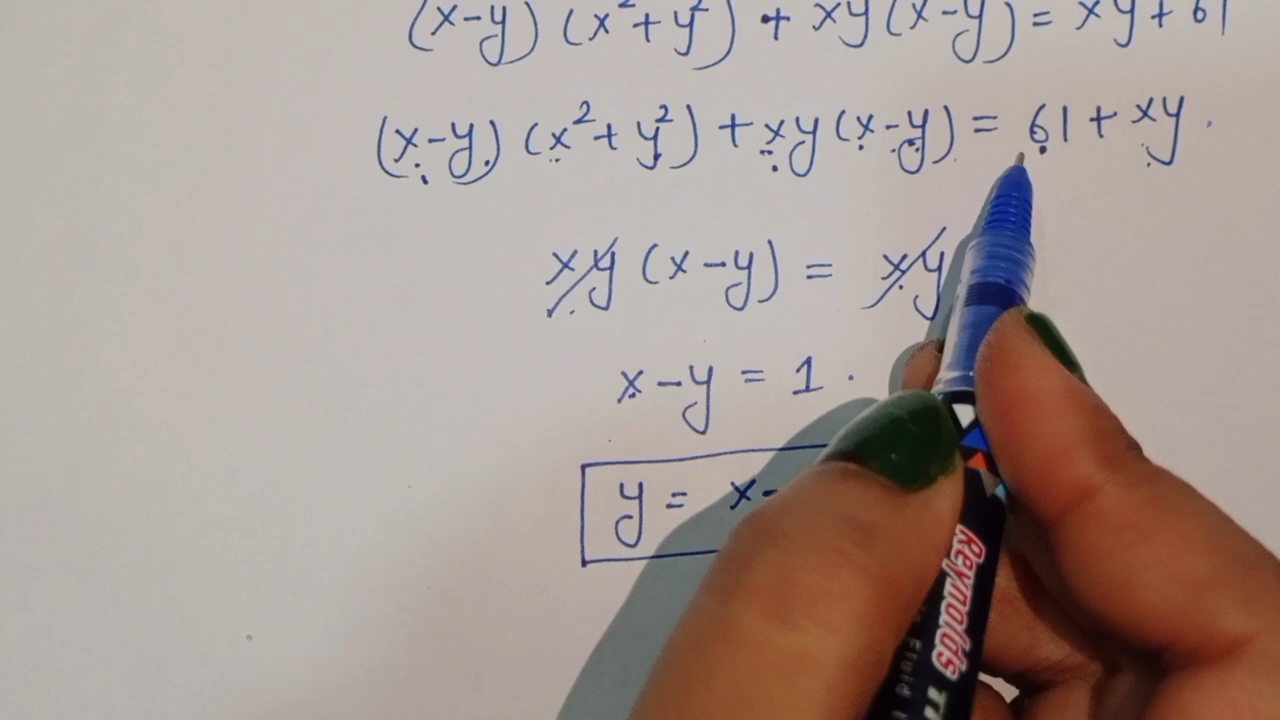 (x-y) (x²+y²) + xy(x-y) = xy + 61
(x-y) (x²+y²) + xy(x-y) = 61 + xy.
xy (x-y) = xy
x-y = 1.
y = x-
Reynolds